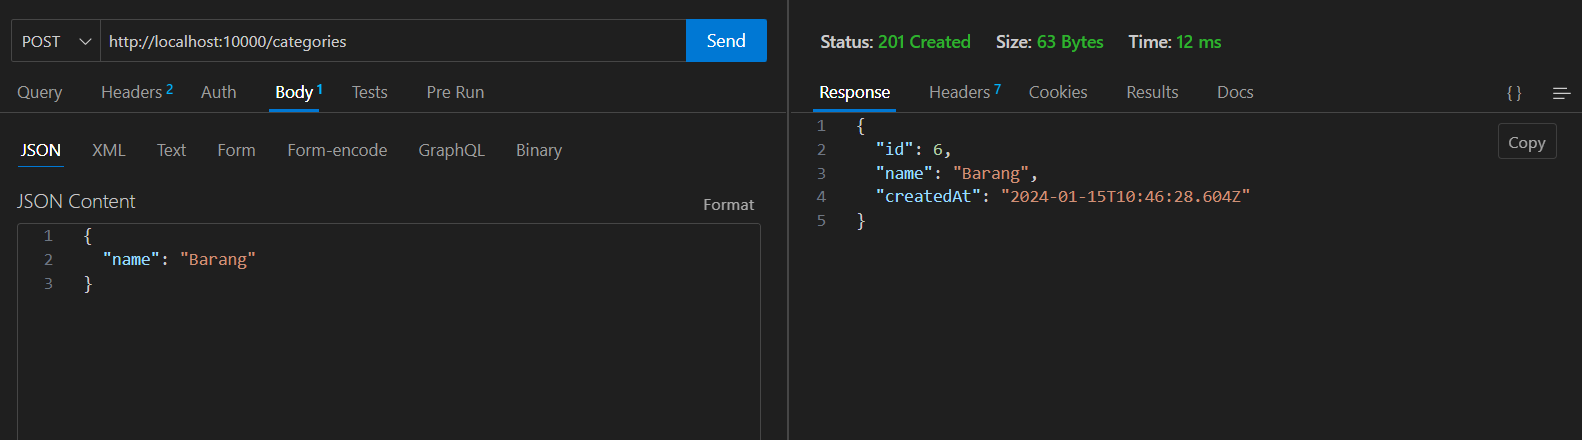 POST http://localhost:10000/categories Send
Query Headers 2 Auth Body 1 Tests Pre Run
JSON XML Text Form Form-encode GraphQL Binary
JSON Content Format
1 {
2 "name": "Barang"
3 }
Status: 201 Created Size: 63 Bytes Time: 12 ms
Response Headers 7 Cookies Results Docs { }
Copy
1 {
2 "id": 6,
3 "name": "Barang",
4 "createdAt": "2024-01-15T10:46:28.604Z"
5 }